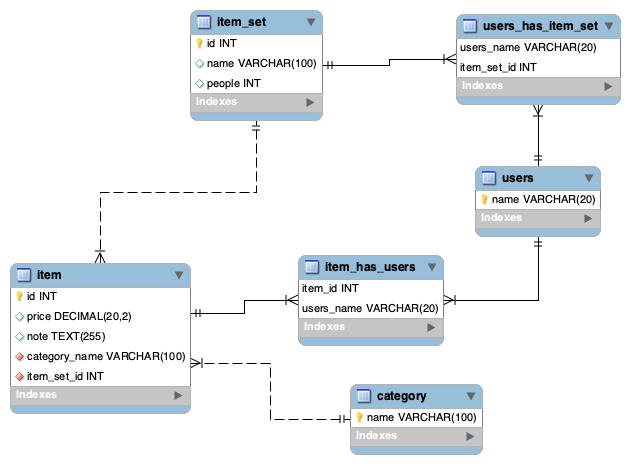 item_set
id INT
name VARCHAR(100)
people INT
Indexes
users_has_item_set
users_name VARCHAR(20)
item_set_id INT
Indexes
users
name VARCHAR(20)
Indexes
item
id INT
price DECIMAL(20,2)
note TEXT(255)
category_name VARCHAR(100)
item_set_id INT
Indexes
item_has_users
item_id INT
users_name VARCHAR(20)
Indexes
category
name VARCHAR(100)
Indexes